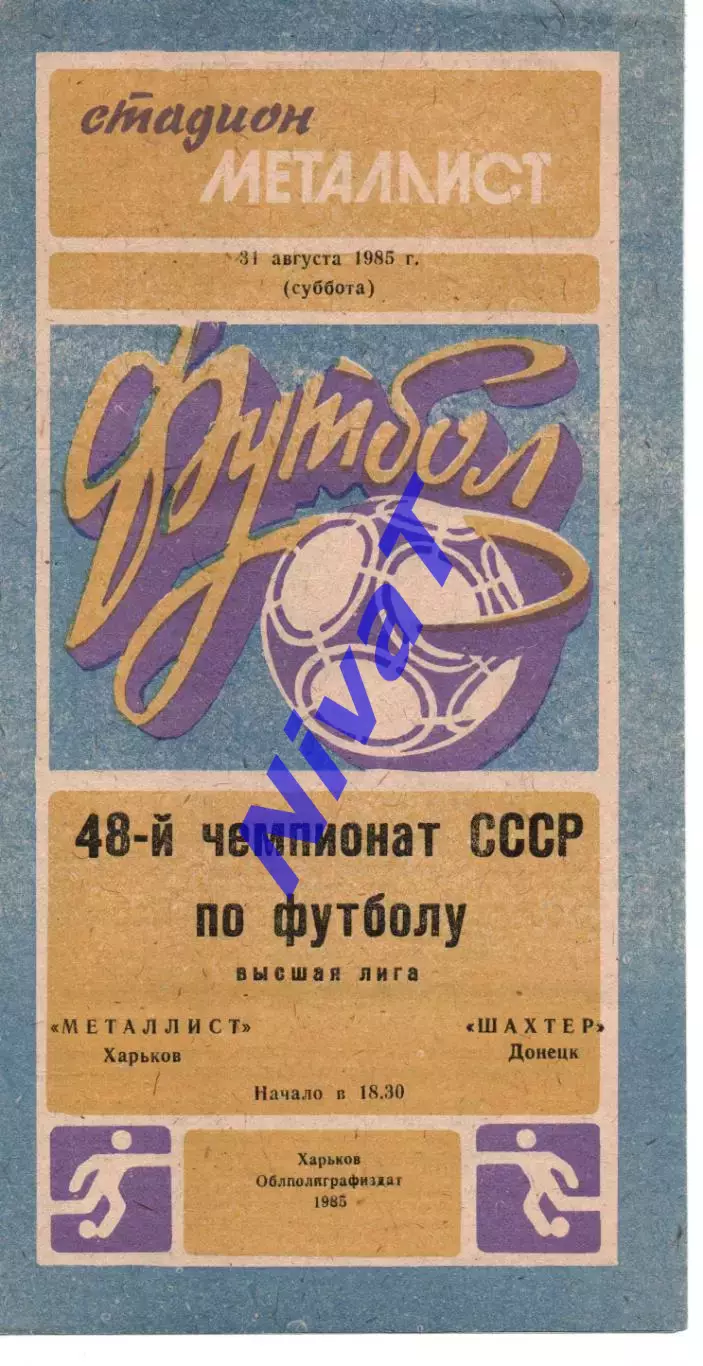 стадион
МЕТАЛЛИСТ
31 августа 1985 г.
(суббота)
Футбол
NivaT
48-й чемпионат СССР
по футболу
высшая лига
«МЕТАЛЛИСТ» «ШАХТЕР»
Харьков Донецк
Начало в 18.30
Харьков
Облполиграфиздат
1985